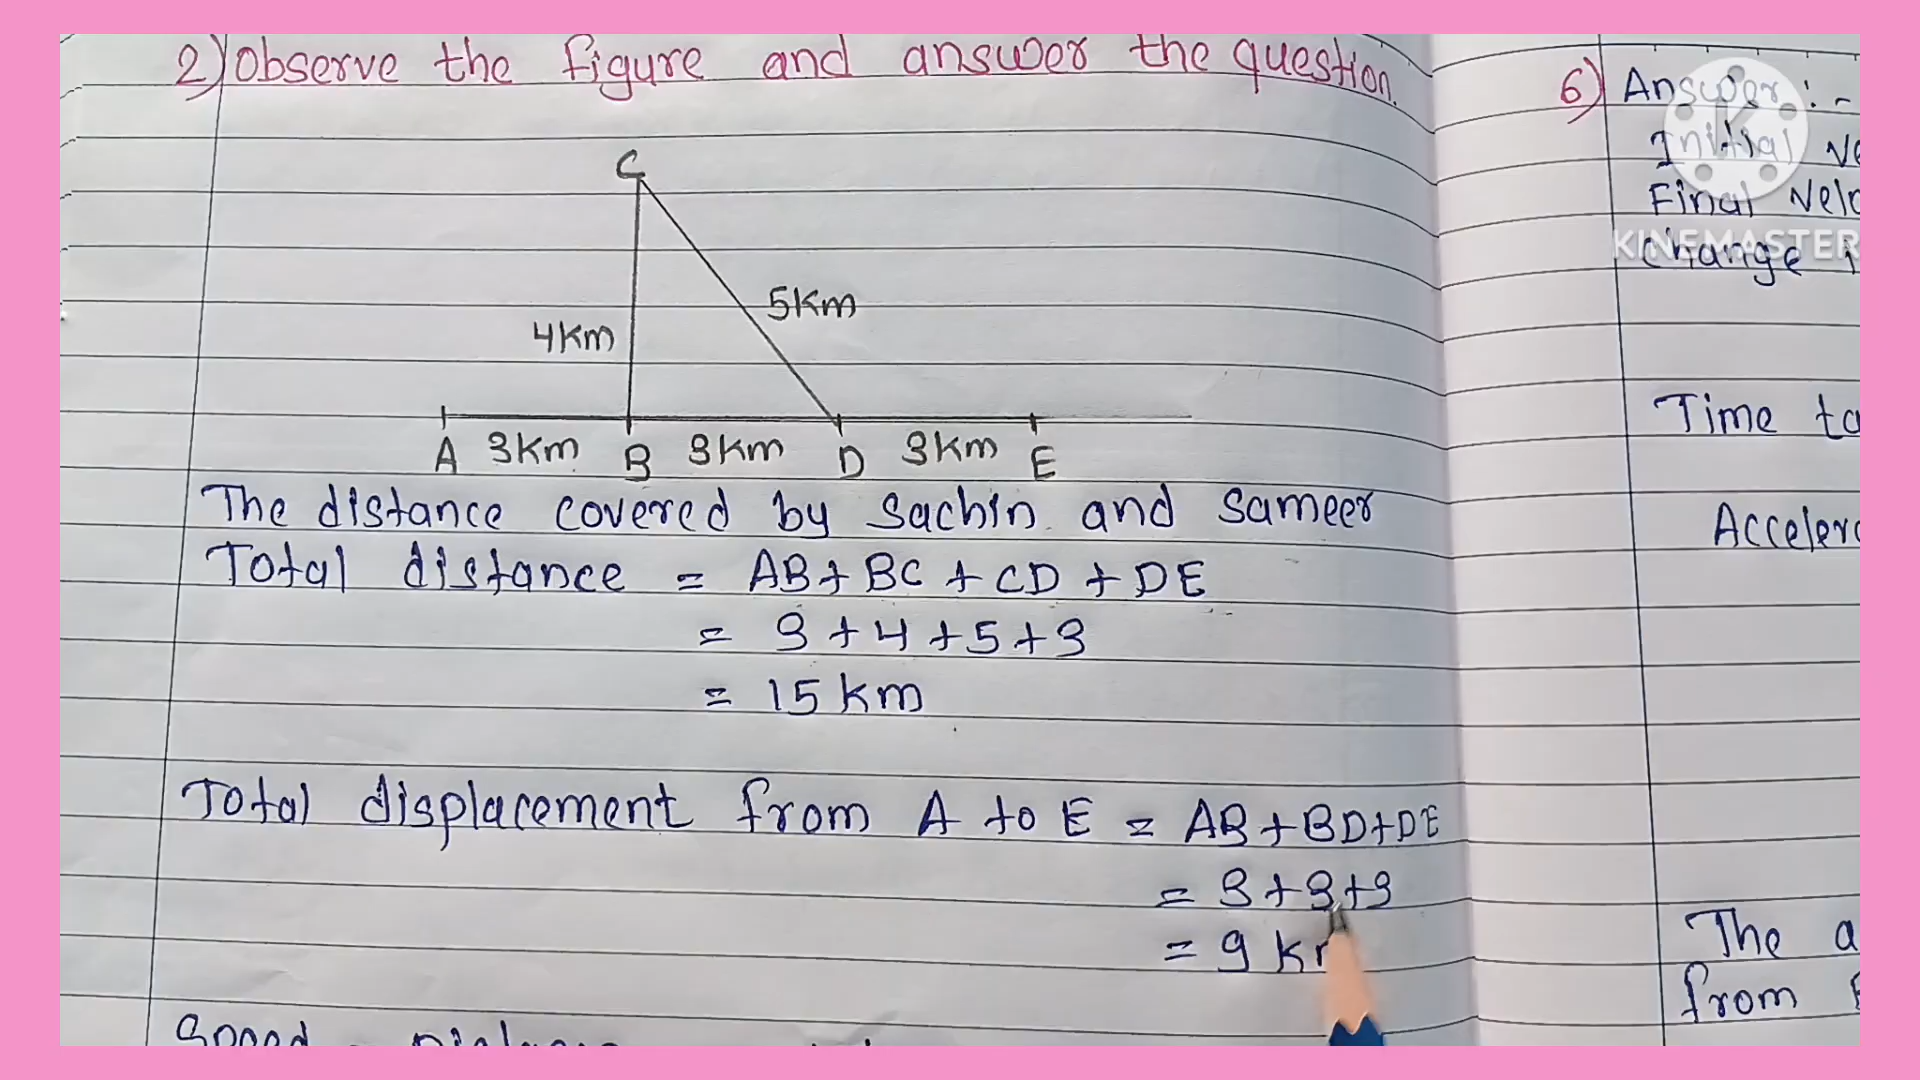 2) Observe the figure and answer the question.
C
5Km
4Km
A 3Km B 3Km D 3Km E
The distance covered by Sachin and Sameer
Total distance = AB + BC + CD + DE
= 3 + 4 + 5 + 3
= 15 km
Total displacement from A to E = AB + BD + DE
= 3 + 3 + 3
= 9 k
6) Answer :-
Initial
Final
change
Time
The a
from
KINEMASTER